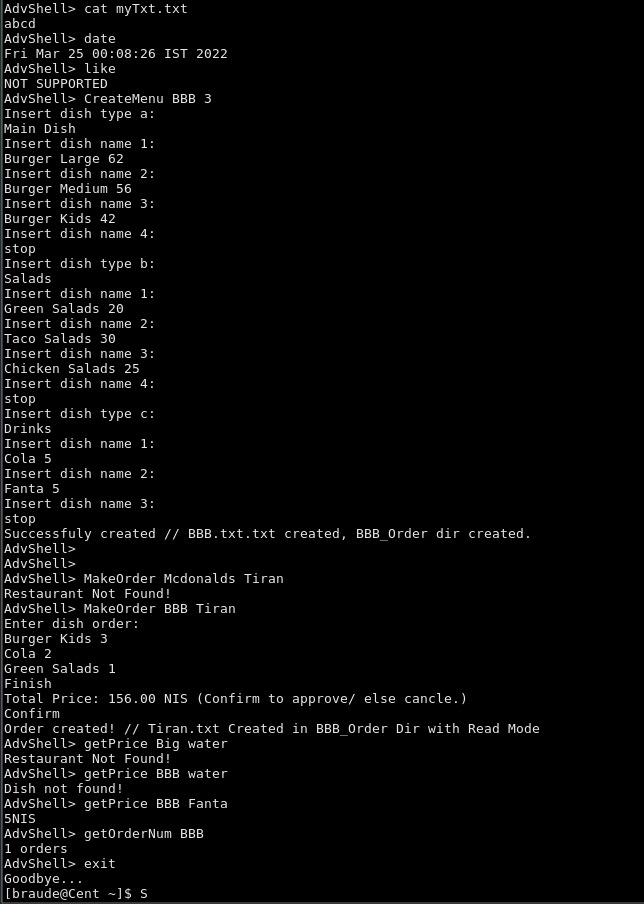 AdvShell> cat myTxt.txt
abcd
AdvShell> date
Fri Mar 25 00:08:26 IST 2022
AdvShell> like
NOT SUPPORTED
AdvShell> CreateMenu BBB 3
Insert dish type a:
Main Dish
Insert dish name 1:
Burger Large 62
Insert dish name 2:
Burger Medium 56
Insert dish name 3:
Burger Kids 42
Insert dish name 4:
stop
Insert dish type b:
Salads
Insert dish name 1:
Green Salads 20
Insert dish name 2:
Taco Salads 30
Insert dish name 3:
Chicken Salads 25
Insert dish name 4:
stop
Insert dish type c:
Drinks
Insert dish name 1:
Cola 5
Insert dish name 2:
Fanta 5
Insert dish name 3:
stop
Successfuly created // BBB.txt.txt created, BBB_Order dir created.
AdvShell>
AdvShell>
AdvShell> MakeOrder Mcdonalds Tiran
Restaurant Not Found!
AdvShell> MakeOrder BBB Tiran
Enter dish order:
Burger Kids 3
Cola 2
Green Salads 1
Finish
Total Price: 156.00 NIS (Confirm to approve/ else cancle.)
Confirm
Order created! // Tiran.txt Created in BBB_Order Dir with Read Mode
AdvShell> getPrice Big water
Restaurant Not Found!
AdvShell> getPrice BBB water
Dish not found!
AdvShell> getPrice BBB Fanta
5NIS
AdvShell> getOrderNum BBB
1 orders
AdvShell> exit
Goodbye...
[braude@Cent ~]$ S